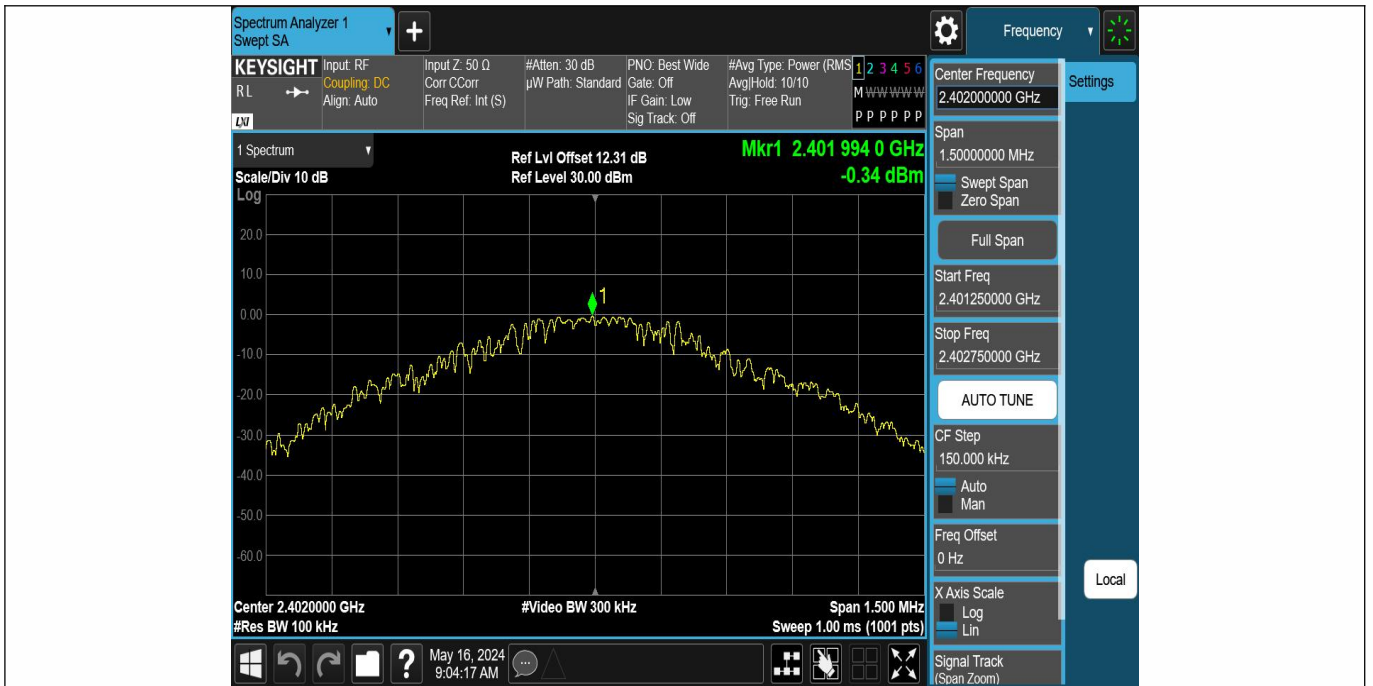 Spectrum Analyzer 1
Swept SA
+
Frequency
KEYSIGHT
RL
LXI
Input: RF
Coupling: DC
Align: Auto
Input Z: 50 Ω
Corr CCorr
Freq Ref: Int (S)
#Atten: 30 dB
µW Path: Standard
PNO: Best Wide
Gate: Off
IF Gain: Low
Sig Track: Off
#Avg Type: Power (RMS
Avg|Hold: 10/10
Trig: Free Run
1 2 3 4 5 6
M W W W W W
P P P P P P
1 Spectrum
Scale/Div 10 dB
Ref Lvl Offset 12.31 dB
Ref Level 30.00 dBm
Mkr1 2.401 994 0 GHz
-0.34 dBm
Log
20.0
10.0
0.00
-10.0
-20.0
-30.0
-40.0
-50.0
-60.0
1
Center 2.4020000 GHz
#Res BW 100 kHz
#Video BW 300 kHz
Span 1.500 MHz
Sweep 1.00 ms (1001 pts)
?
May 16, 2024
9:04:17 AM
Center Frequency
2.402000000 GHz
Settings
Span
1.50000000 MHz
Swept Span
Zero Span
Full Span
Start Freq
2.401250000 GHz
Stop Freq
2.402750000 GHz
AUTO TUNE
CF Step
150.000 kHz
Auto
Man
Freq Offset
0 Hz
Local
X Axis Scale
Log
Lin
Signal Track
(Span Zoom)